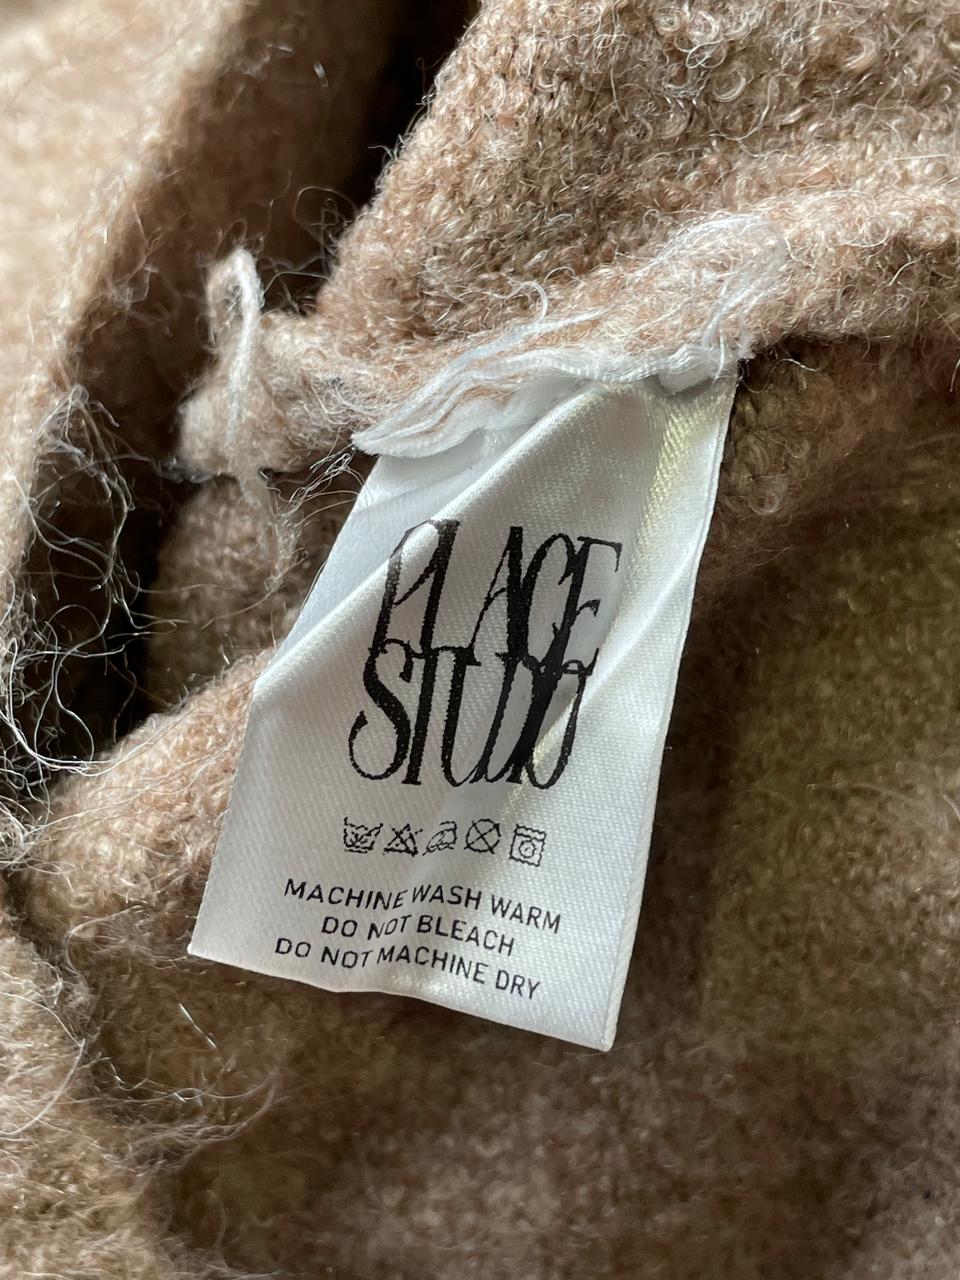 PLACE
STUDIO
MACHINE WASH WARM
DO NOT BLEACH
DO NOT MACHINE DRY